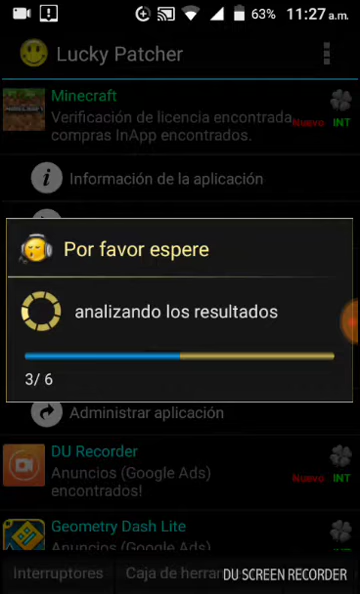 63% 11:27 a.m.
Lucky Patcher
Minecraft
Verificación de licencia encontrada,
compras InApp encontrados.
Nuevo INT
Información de la aplicación
Por favor espere
analizando los resultados
3/ 6
Administrar aplicación
DU Recorder
Anuncios (Google Ads)
encontrados!
Nuevo INT
Geometry Dash Lite
Anuncios (Google Ads)
Interruptores Caja de herram
DU SCREEN RECORDER